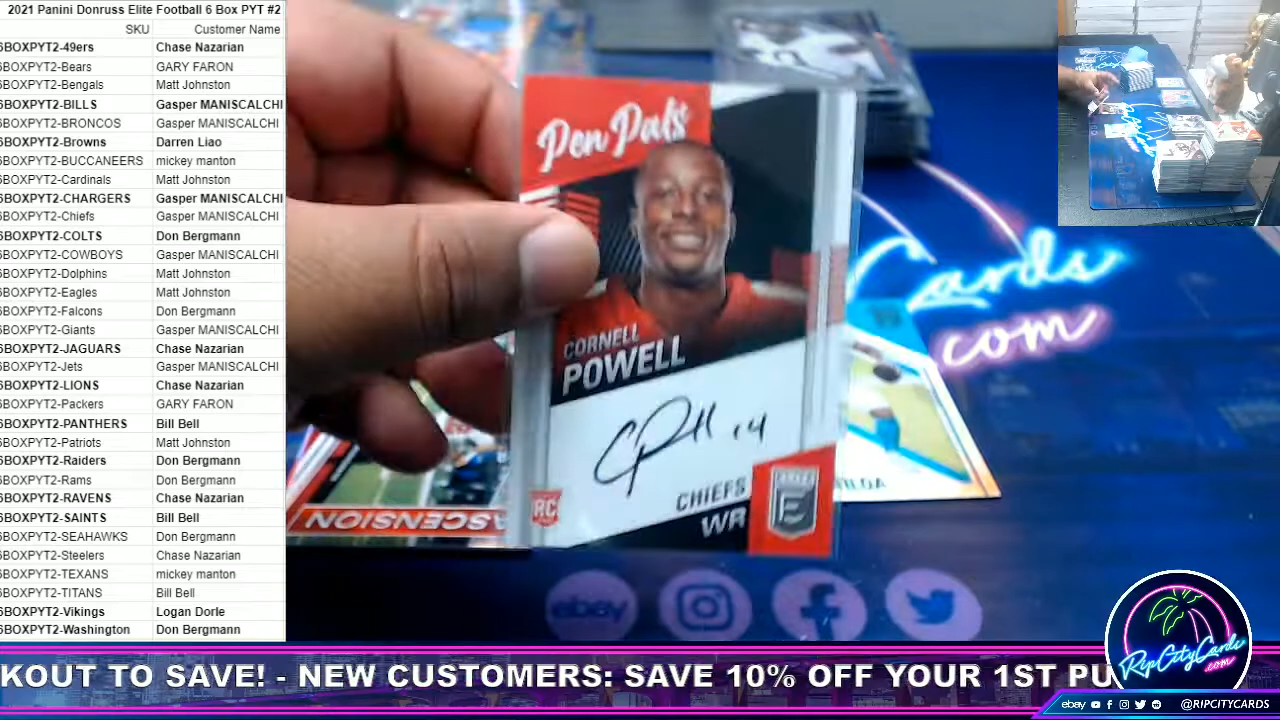 2021 Panini Donruss Elite Football 6 Box PYT #2
SKU Customer Name
6BOXPYT2-49ers Chase Nazarian
6BOXPYT2-Bears GARY FARON
6BOXPYT2-Bengals Matt Johnston
6BOXPYT2-BILLS Gasper MANISCALCHI
6BOXPYT2-BRONCOS Gasper MANISCALCHI
6BOXPYT2-Browns Darren Liao
6BOXPYT2-BUCCANEERS mickey manton
6BOXPYT2-Cardinals Matt Johnston
6BOXPYT2-CHARGERS Gasper MANISCALCHI
6BOXPYT2-Chiefs Gasper MANISCALCHI
6BOXPYT2-COLTS Don Bergmann
6BOXPYT2-COWBOYS Gasper MANISCALCHI
6BOXPYT2-Dolphins Matt Johnston
6BOXPYT2-Eagles Matt Johnston
6BOXPYT2-Falcons Don Bergmann
6BOXPYT2-Giants Gasper MANISCALCHI
6BOXPYT2-JAGUARS Chase Nazarian
6BOXPYT2-Jets Gasper MANISCALCHI
6BOXPYT2-LIONS Chase Nazarian
6BOXPYT2-Packers GARY FARON
6BOXPYT2-PANTHERS Bill Bell
6BOXPYT2-Patriots Matt Johnston
6BOXPYT2-Raiders Don Bergmann
6BOXPYT2-Rams Don Bergmann
6BOXPYT2-RAVENS Chase Nazarian
6BOXPYT2-SAINTS Bill Bell
6BOXPYT2-SEAHAWKS Don Bergmann
6BOXPYT2-Steelers Chase Nazarian
6BOXPYT2-TEXANS mickey manton
6BOXPYT2-TITANS Bill Bell
6BOXPYT2-Vikings Logan Dorle
6BOXPYT2-Washington Don Bergmann
Pen Pals
CORNELL
POWELL
14
RC
CHIEFS
WR
E
ASCENSION
Cards
.com
ebay
KOUT TO SAVE! - NEW CUSTOMERS: SAVE 10% OFF YOUR 1ST PU
RipCityCards
.com
ebay @RIPCITYCARDS